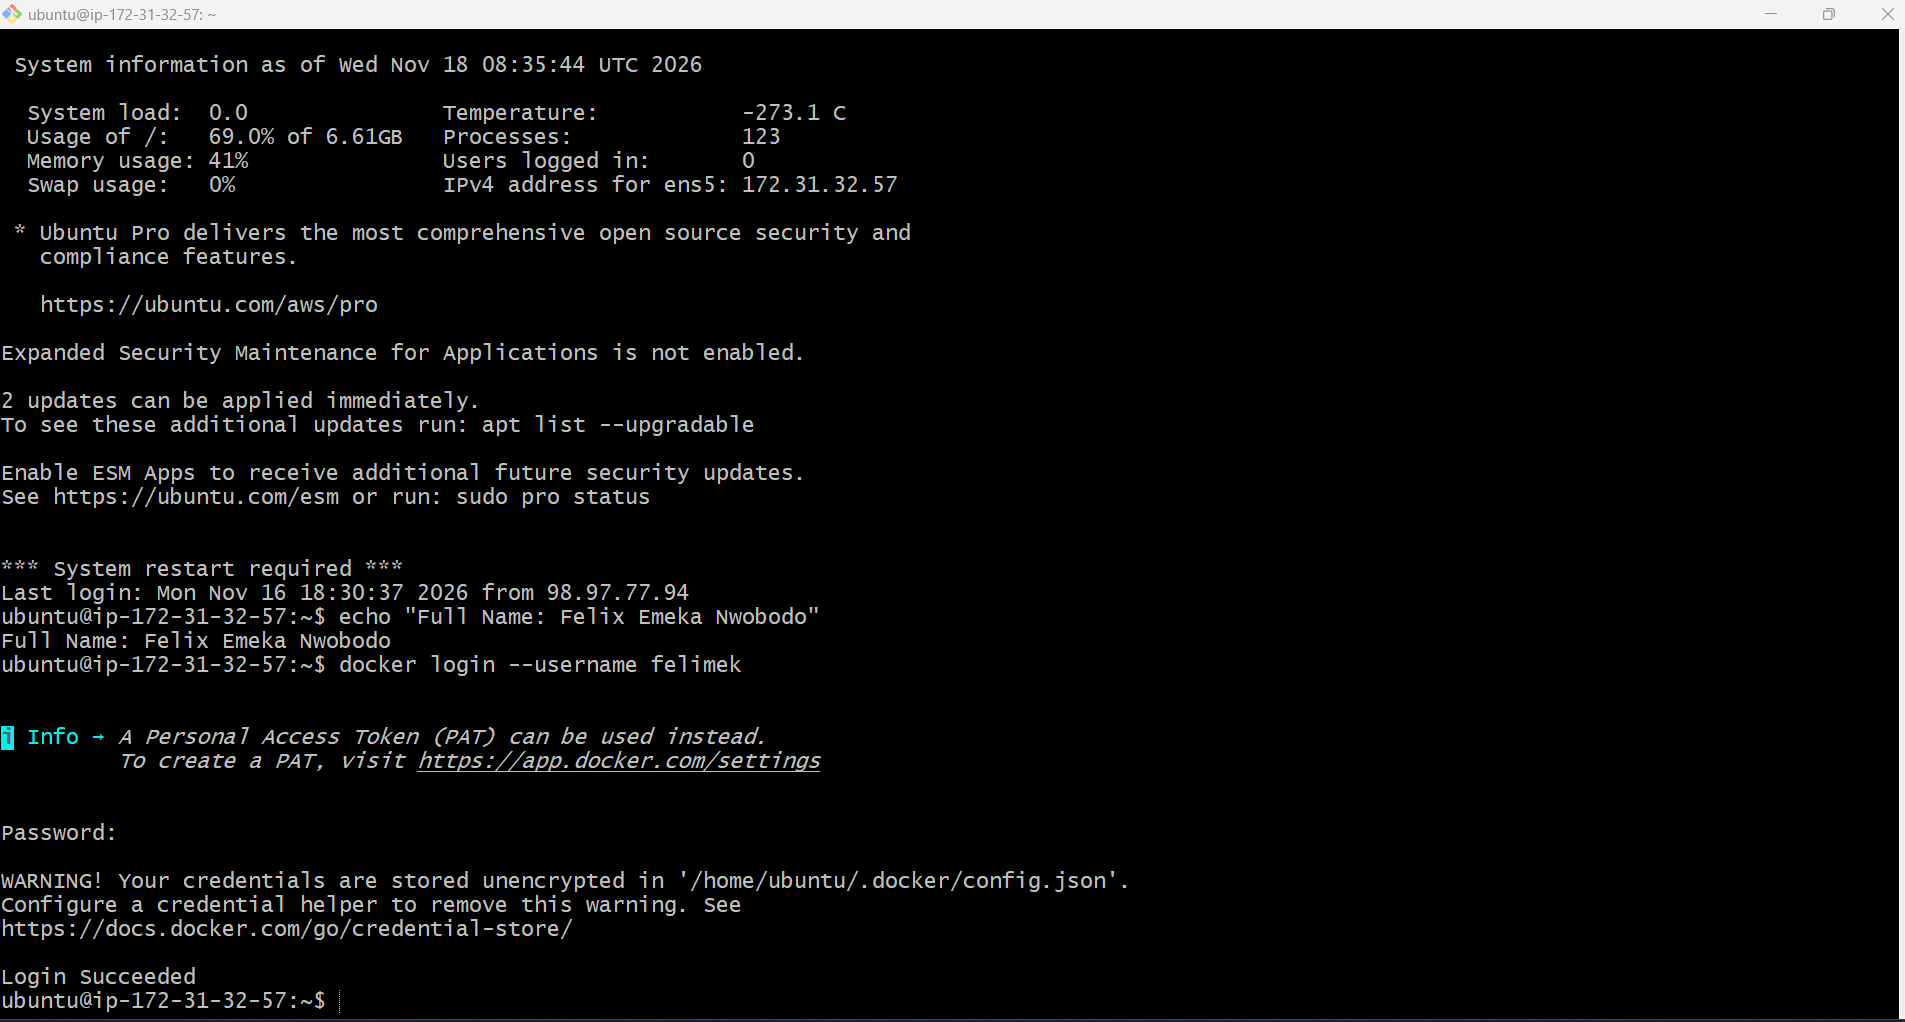 ubuntu@ip-172-31-32-57: ~
System information as of Wed Nov 18 08:35:44 UTC 2026
System load:  0.0               Temperature:           -273.1 C
Usage of /:   69.0% of 6.61GB   Processes:             123
Memory usage: 41%               Users logged in:       0
Swap usage:   0%                IPv4 address for ens5: 172.31.32.57
* Ubuntu Pro delivers the most comprehensive open source security and
compliance features.
https://ubuntu.com/aws/pro
Expanded Security Maintenance for Applications is not enabled.
2 updates can be applied immediately.
To see these additional updates run: apt list --upgradable
Enable ESM Apps to receive additional future security updates.
See https://ubuntu.com/esm or run: sudo pro status
*** System restart required ***
Last login: Mon Nov 16 18:30:37 2026 from 98.97.77.94
ubuntu@ip-172-31-32-57:~$ echo "Full Name: Felix Emeka Nwobodo"
Full Name: Felix Emeka Nwobodo
ubuntu@ip-172-31-32-57:~$ docker login --username felimek
i Info → A Personal Access Token (PAT) can be used instead.
To create a PAT, visit https://app.docker.com/settings
Password:
WARNING! Your credentials are stored unencrypted in '/home/ubuntu/.docker/config.json'.
Configure a credential helper to remove this warning. See
https://docs.docker.com/go/credential-store/
Login Succeeded
ubuntu@ip-172-31-32-57:~$